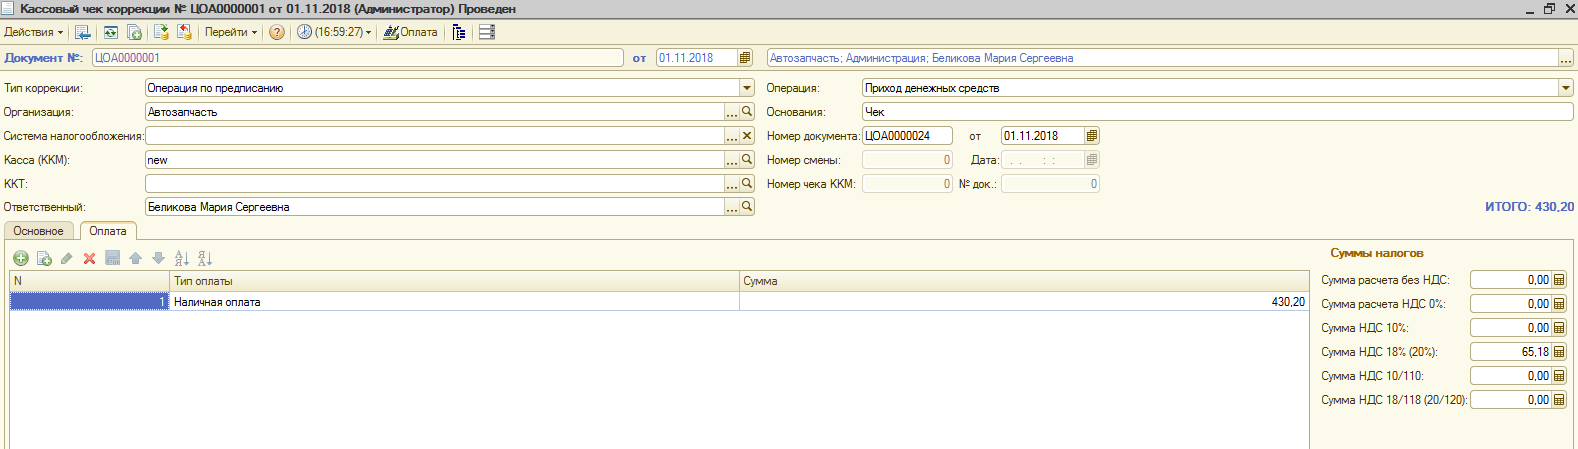 Кассовый чек коррекции № ЦОА0000001 от 01.11.2018 (Администратор) Проведен
Действия Перейти (16:59:27) Оплата
Документ №: ЦОА0000001 от 01.11.2018 Автозапчасть; Администрация; Беликова Мария Сергеевна
Тип коррекции: Операция по предписанию Операция: Приход денежных средств
Организация: Автозапчасть Основания: Чек
Система налогообложения: Номер документа: ЦОА0000024 от 01.11.2018
Касса (ККМ): new Номер смены: 0 Дата: . . : :
ККТ: Номер чека ККМ: 0 № док.: 0
Ответственный: Беликова Мария Сергеевна ИТОГО: 430,20
Основное Оплата
Суммы налогов
N Тип оплаты Сумма
1 Наличная оплата 430,20
Сумма расчета без НДС: 0,00
Сумма расчета НДС 0%: 0,00
Сумма НДС 10%: 0,00
Сумма НДС 18% (20%): 65,18
Сумма НДС 10/110: 0,00
Сумма НДС 18/118 (20/120): 0,00